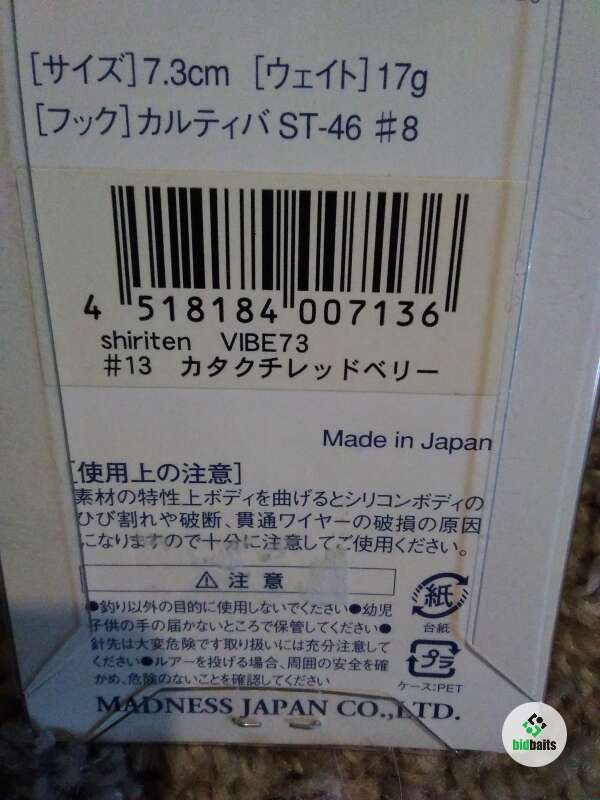 [サイズ]7.3cm [ウェイト]17g
[フック]カルティバ ST-46 #8
4 518184 007136
shiriten VIBE73
#13 カタクチレッドベリー
Made in Japan
[使用上の注意]
素材の特性上ボディを曲げるとシリコンボディの
ひび割れや破断、貫通ワイヤーの破損の原因
になりますので十分に注意してご使用ください。
⚠ 注 意
●釣り以外の目的に使用しないでください●幼児
子供の手の届かないところで保管してください●
針先は大変危険です取り扱いには充分注意して
ください●ルアーを投げる場合、周囲の安全を確
かめ、危険のないことを確認してください
紙
台紙
プラ
ケース:PET
MADNESS JAPAN CO.,LTD.
bidbaits